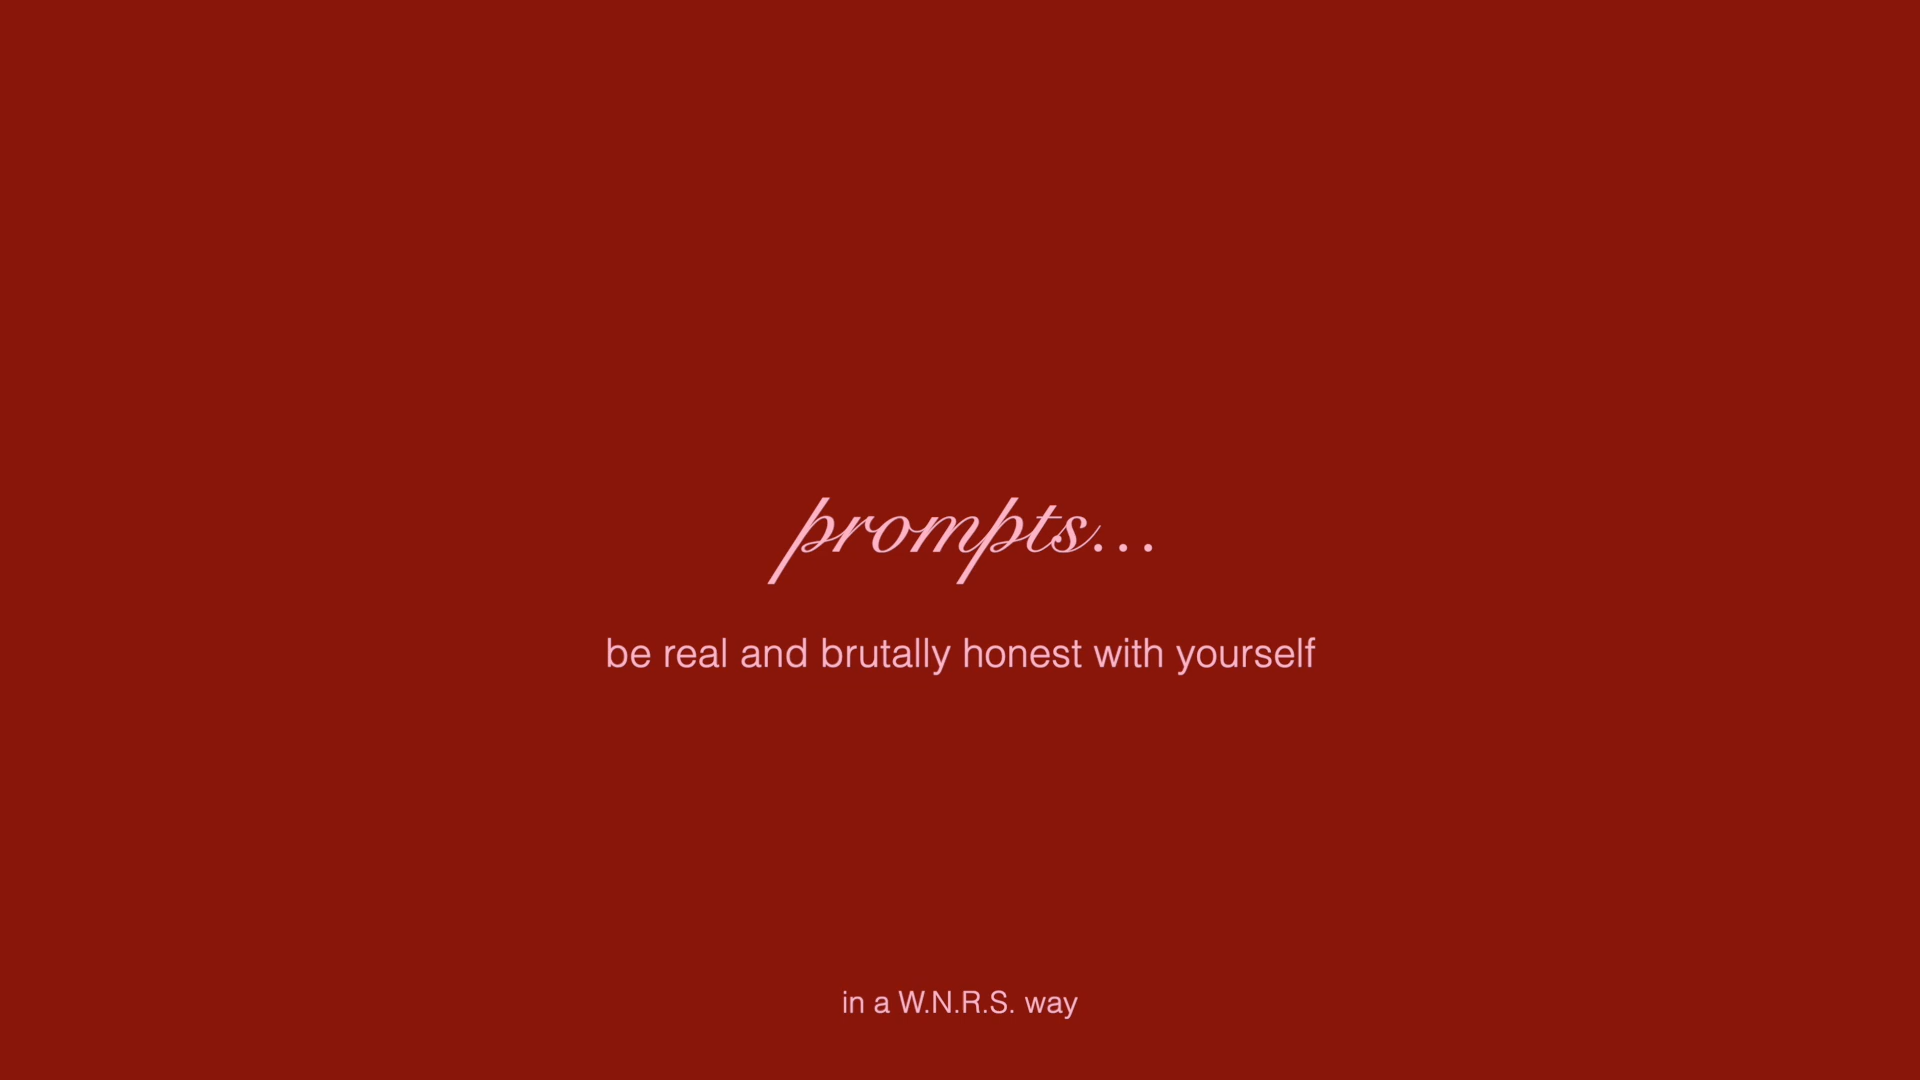 prompts...
be real and brutally honest with yourself
in a W.N.R.S. way